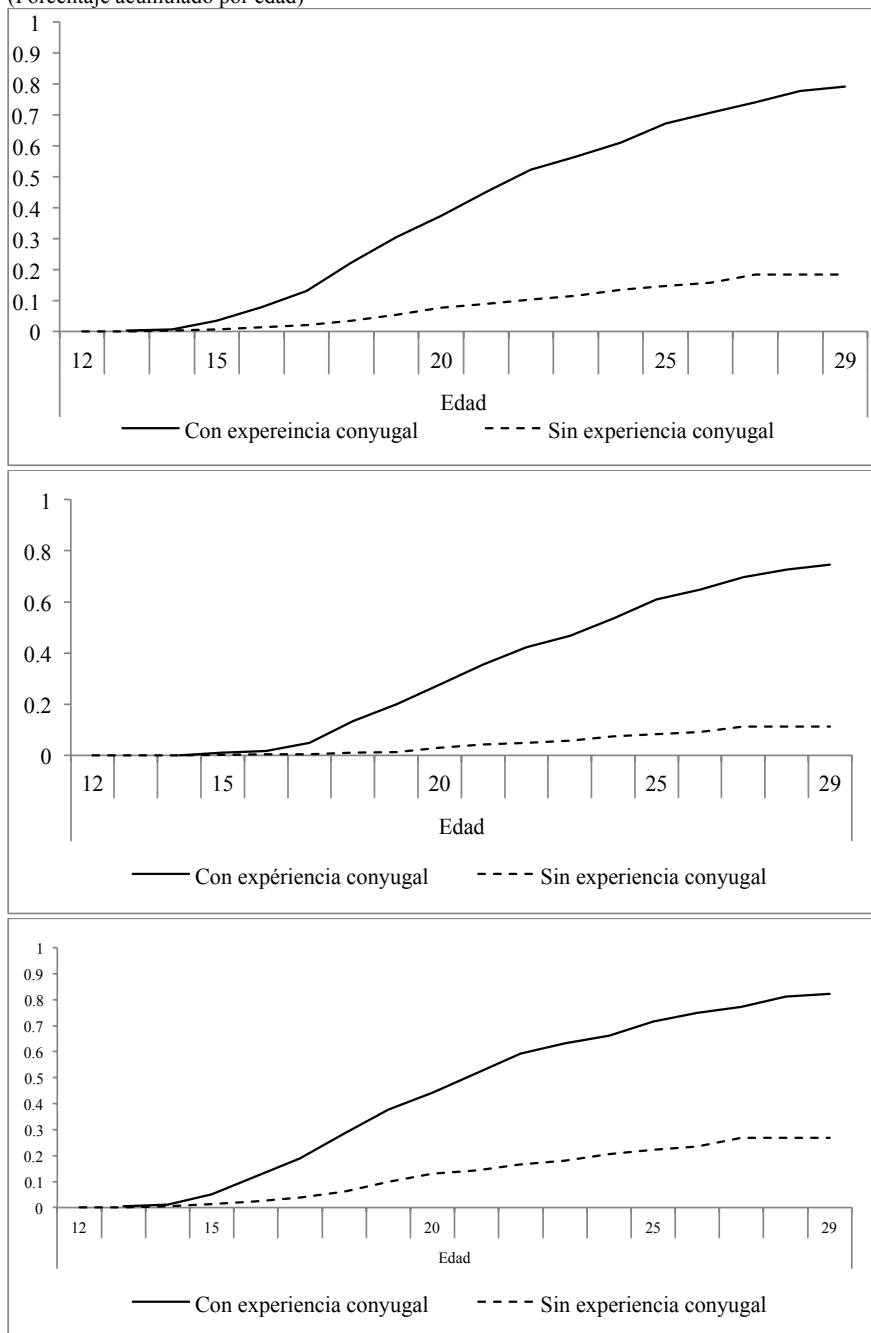 (Porcentaje acumulado por edad)
1
0.9
0.8
0.7
0.6
0.5
0.4
0.3
0.2
0.1
0
12 15 20 25 29
Edad
Con expereincia conyugal Sin experiencia conyugal
1
0.8
0.6
0.4
0.2
0
12 15 20 25 29
Edad
Con expériencia conyugal Sin experiencia conyugal
1
0.9
0.8
0.7
0.6
0.5
0.4
0.3
0.2
0.1
0
12 15 20 25 29
Edad
Con experiencia conyugal Sin experiencia conyugal